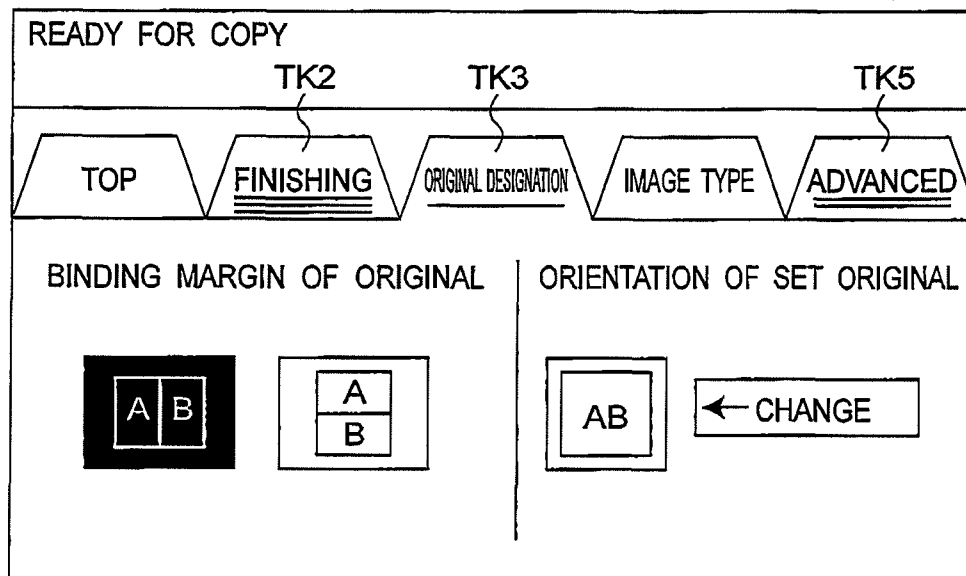 READY FOR COPY
TK2 TK3 TK5
TOP FINISHING ORIGINAL DESIGNATION IMAGE TYPE ADVANCED
BINDING MARGIN OF ORIGINAL ORIENTATION OF SET ORIGINAL
A B A B AB CHANGE